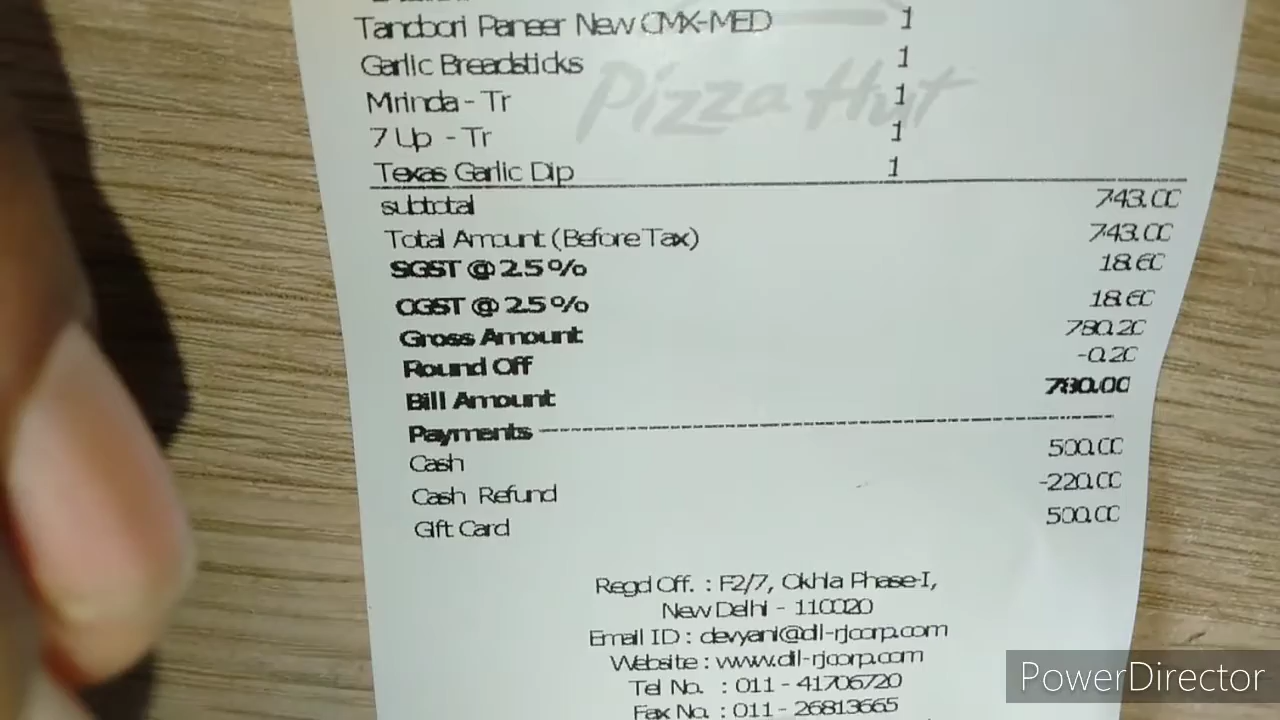 Tandoori Paneer New CMX-MED 1
Garlic Breadsticks 1
Mirinda - Tr 1
7 Up - Tr 1
Texas Garlic Dip 1
Pizza Hut
subtotal 743.00
Total Amount (Before Tax) 743.00
SGST @ 2.5 % 18.60
CGST @ 2.5 % 18.60
Gross Amount 780.20
Round Off -0.20
Bill Amount 780.00
Payments
Cash 500.00
Cash Refund -220.00
Gift Card 500.00
Regd Off. : F2/7, Okhla Phase-I,
New Delhi - 110020
Email ID : devyani@dil-rjcorp.com
Website : www.dil-rjcorp.com
Tel No. : 011 - 41706720
Fax No. : 011 - 26813665
PowerDirector